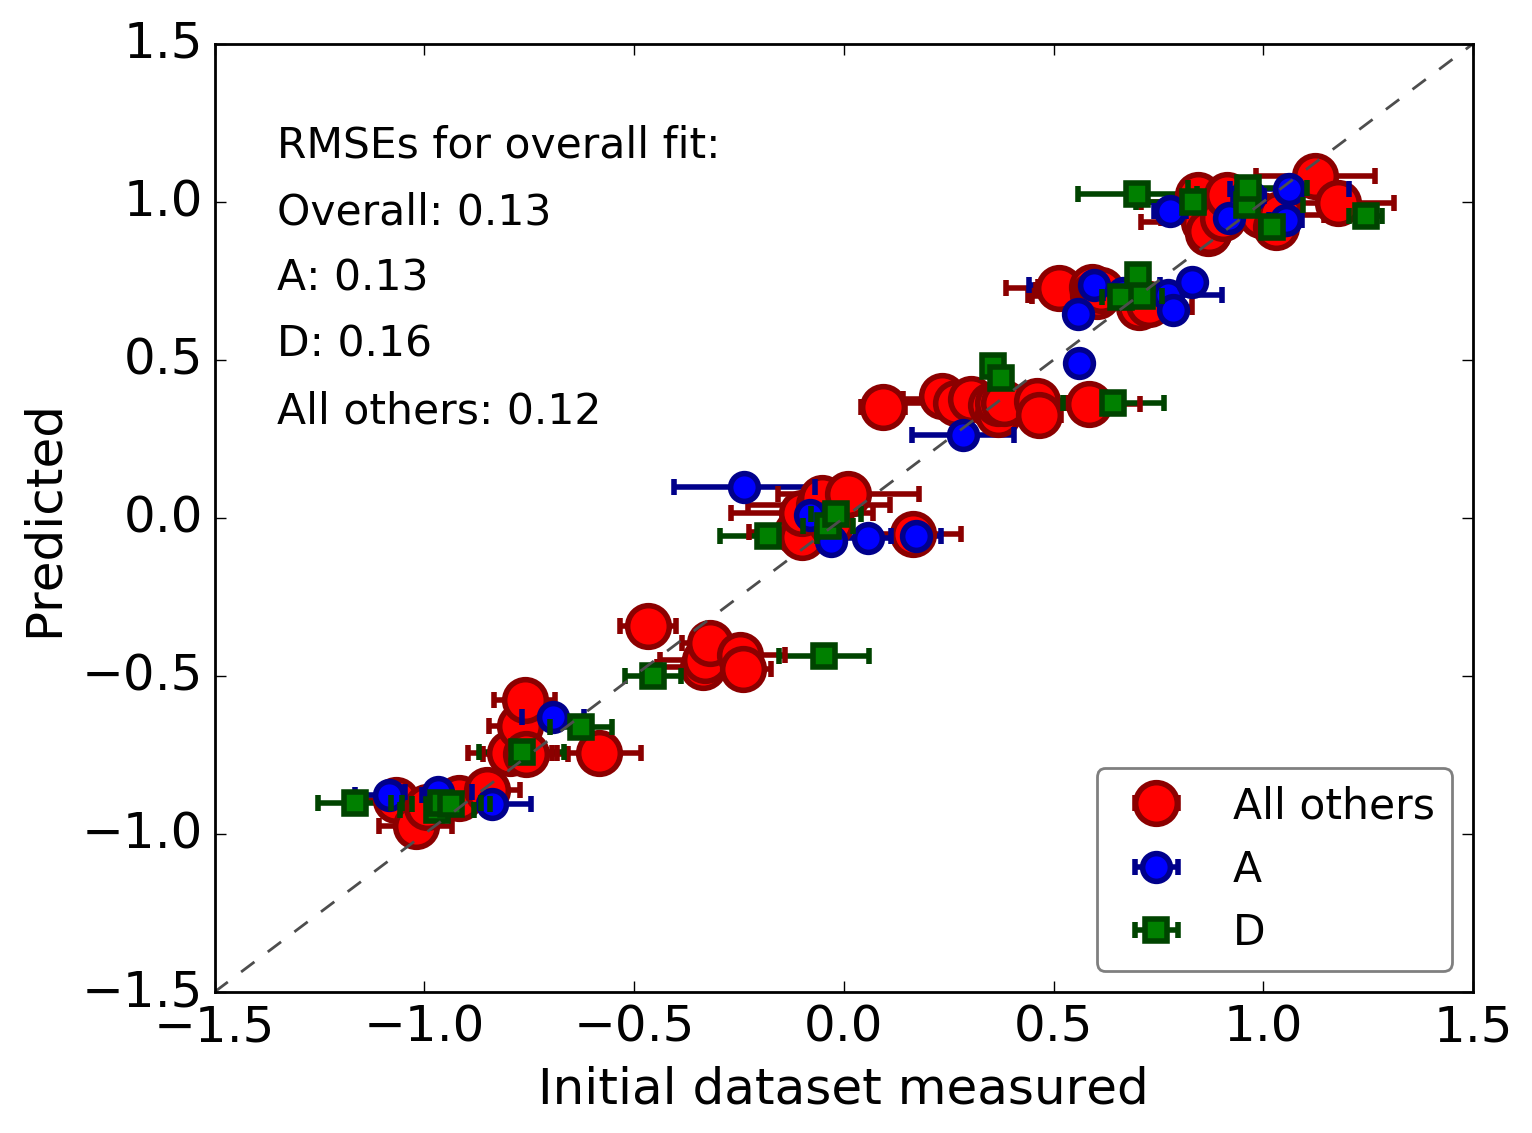 1.5
1.0
0.5
0.0
−0.5
−1.0
−1.5
Predicted
RMSEs for overall fit:
Overall: 0.13
A: 0.13
D: 0.16
All others: 0.12
All others
A
D
−1.5 −1.0 −0.5 0.0 0.5 1.0 1.5
Initial dataset measured